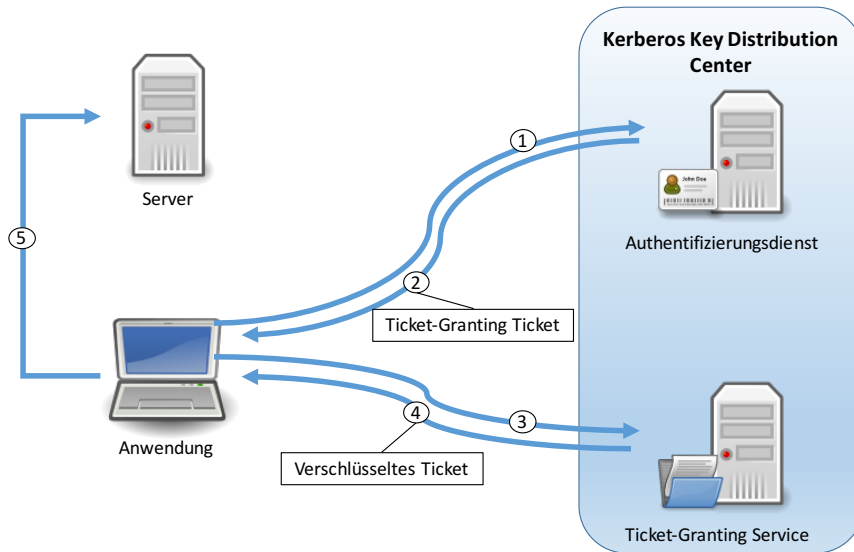 Kerberos Key Distribution
Center
1
John Doe
Server
5
Authentifizierungsdienst
2
Ticket-Granting Ticket
4
3
Anwendung
Verschlüsseltes Ticket
Ticket-Granting Service